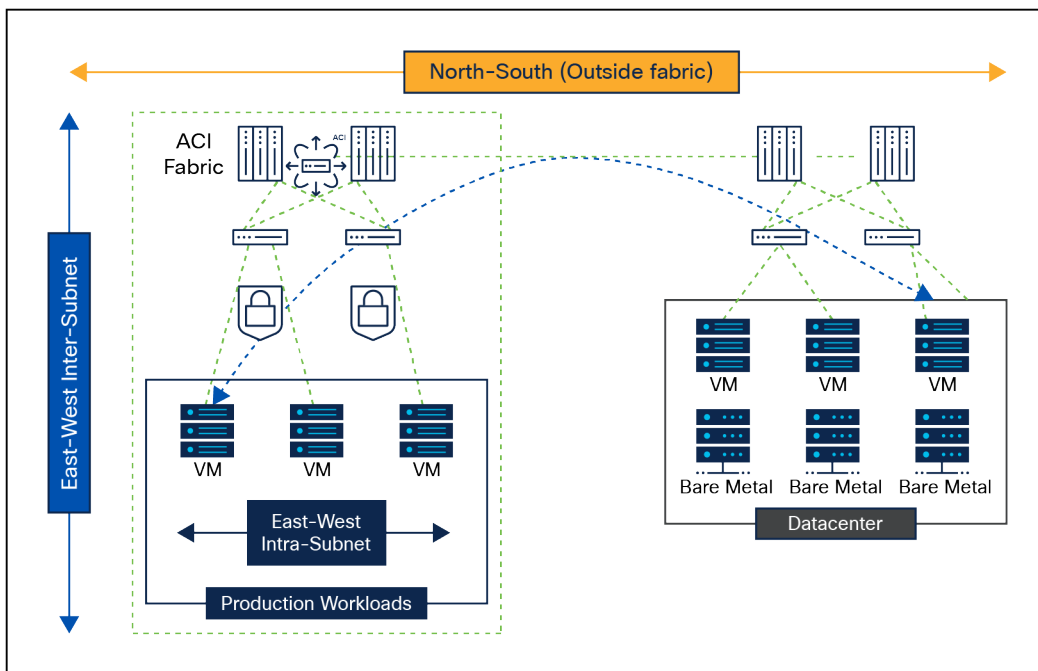 North-South (Outside fabric)
ACI
Fabric
ACI
East-West Inter-Subnet
VM
VM
VM
East-West
Intra-Subnet
Production Workloads
VM
VM
VM
Bare Metal
Bare Metal
Bare Metal
Datacenter